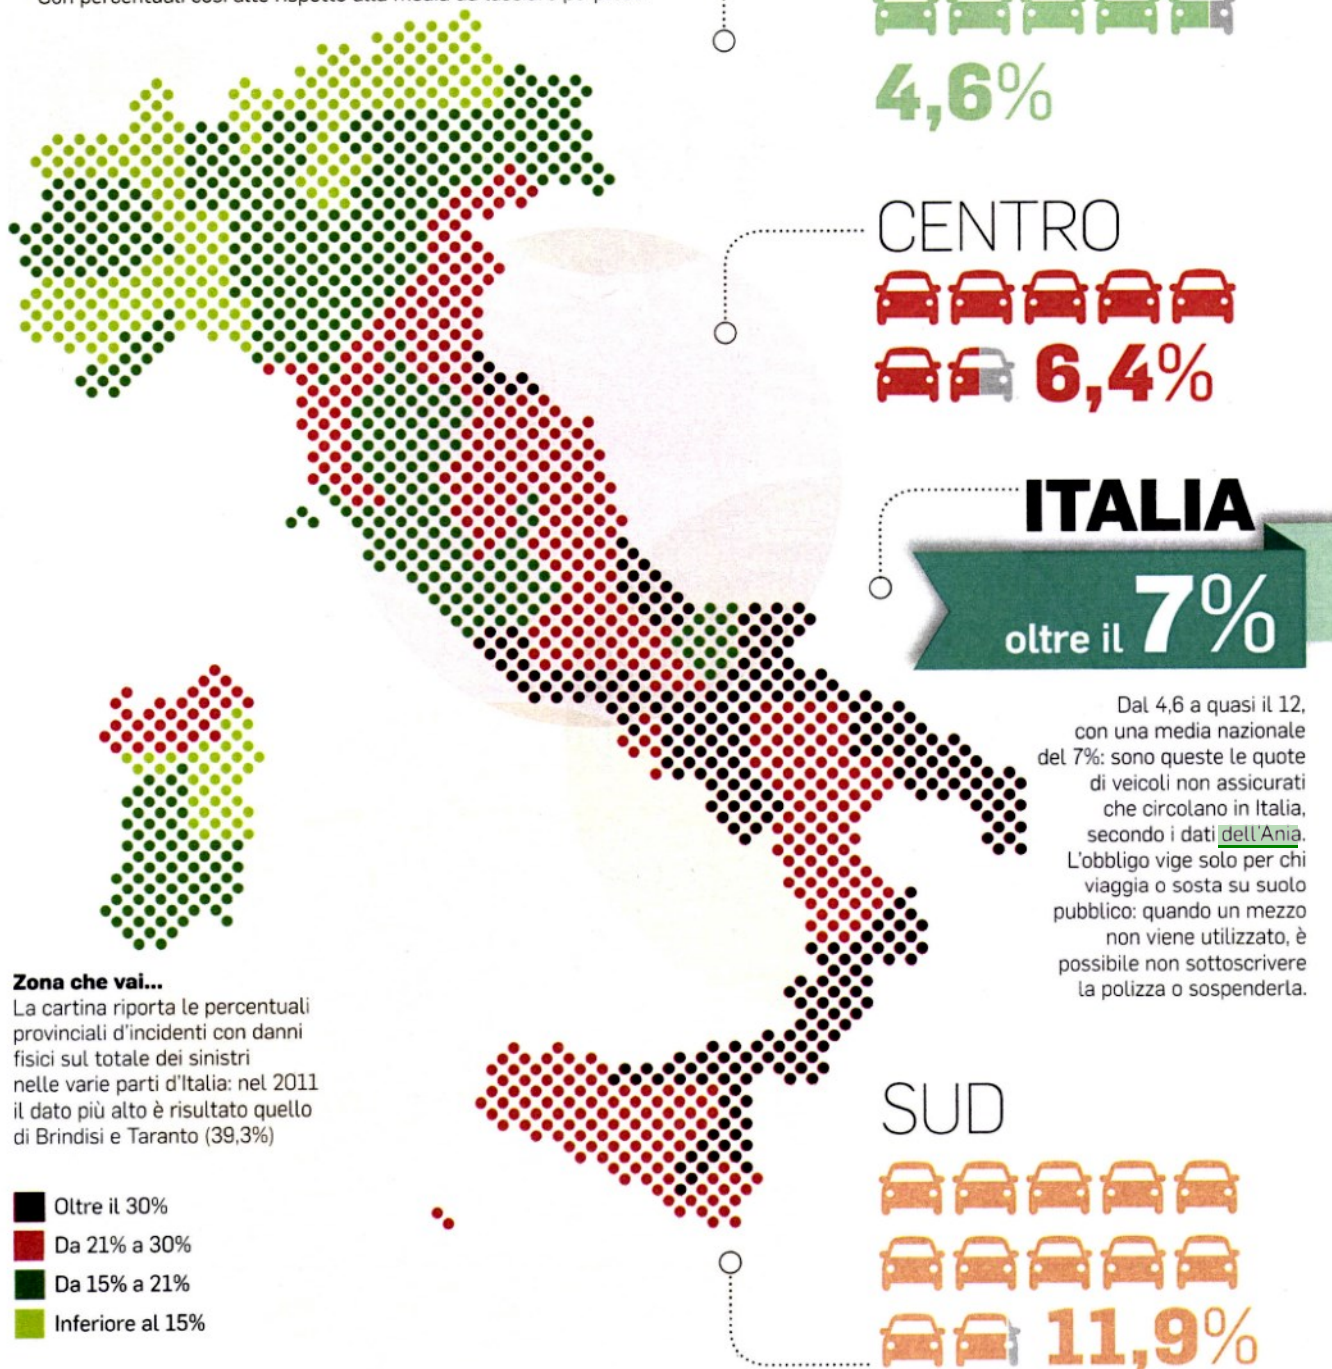 4,6%
CENTRO
6,4%
ITALIA
oltre il 7%
Dal 4,6 a quasi il 12,
con una media nazionale
del 7%: sono queste le quote
di veicoli non assicurati
che circolano in Italia,
secondo i dati dell'Ania.
L'obbligo vige solo per chi
viaggia o sosta su suolo
pubblico: quando un mezzo
non viene utilizzato, è
possibile non sottoscrivere
la polizza o sospenderla.
Zona che vai...
La cartina riporta le percentuali
provinciali d'incidenti con danni
fisici sul totale dei sinistri
nelle varie parti d'Italia: nel 2011
il dato più alto è risultato quello
di Brindisi e Taranto (39,3%)
Oltre il 30%
Da 21% a 30%
Da 15% a 21%
Inferiore al 15%
SUD
11,9%